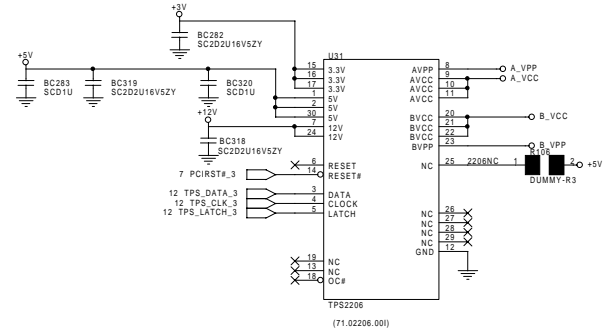 +3V
BC282
SC2D2U16V5ZY
+5V
BC283
SCD1U
BC319
SC2D2U16V5ZY
BC320
SCD1U
+12V
BC318
SC2D2U16V5ZY
U31
15 3.3V
16 3.3V
17 3.3V
1 5V
2 5V
30 5V
7 12V
24 12V
6 RESET
7 PCIRST#_3 14 RESET#
12 TPS_DATA_3 3 DATA
12 TPS_CLK_3 4 CLOCK
12 TPS_LATCH_3 5 LATCH
19 NC
13 NC
18 OC#
AVPP 8 A_VPP
AVCC 9 A_VCC
AVCC 10
AVCC 11
BVCC 20 B_VCC
BVCC 21
BVCC 22
BVPP 23 B_VPP
R106
NC 25 2206NC 1 2 +5V
DUMMY-R3
NC 26
NC 27
NC 28
NC 29
GND 12
TPS2206
(71.02206.00I)